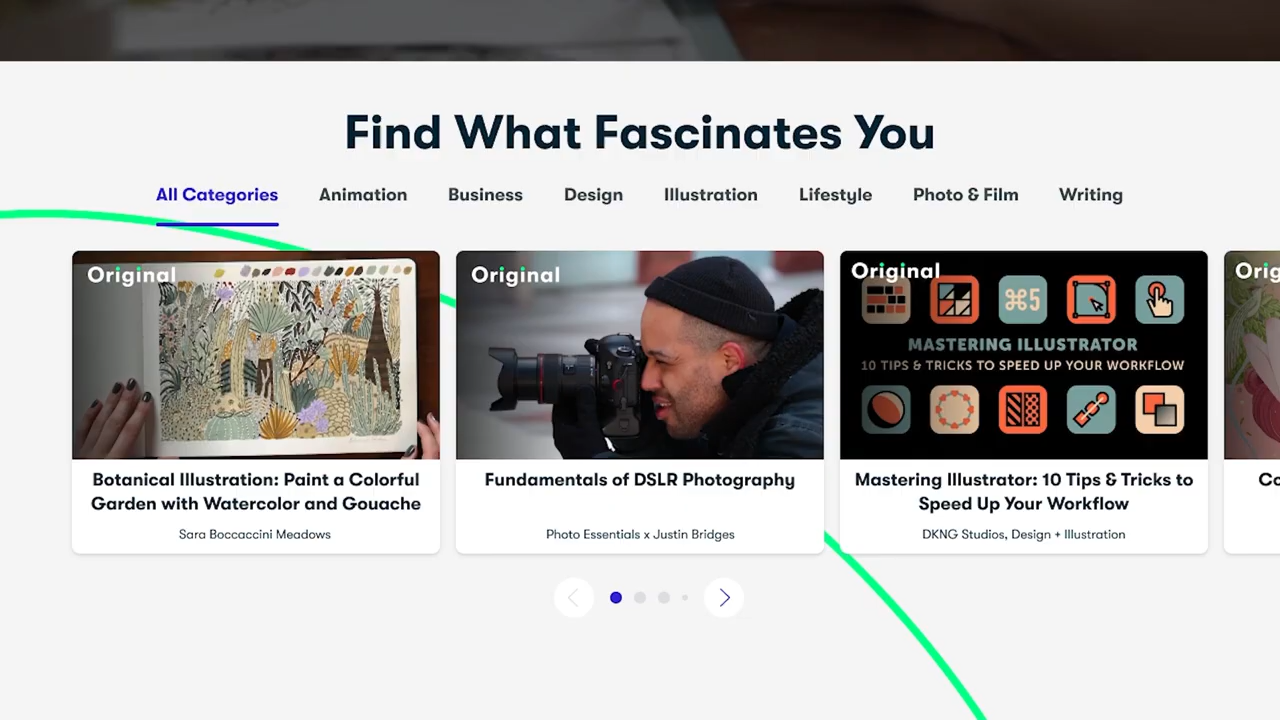 Find What Fascinates You
All Categories Animation Business Design Illustration Lifestyle Photo & Film Writing
Original
Original
Original
⌘5
MASTERING ILLUSTRATOR
10 TIPS & TRICKS TO SPEED UP YOUR WORKFLOW
Orig
Botanical Illustration: Paint a Colorful
Garden with Watercolor and Gouache
Sara Boccaccini Meadows
Fundamentals of DSLR Photography
Photo Essentials x Justin Bridges
Mastering Illustrator: 10 Tips & Tricks to
Speed Up Your Workflow
DKNG Studios, Design + Illustration
Co